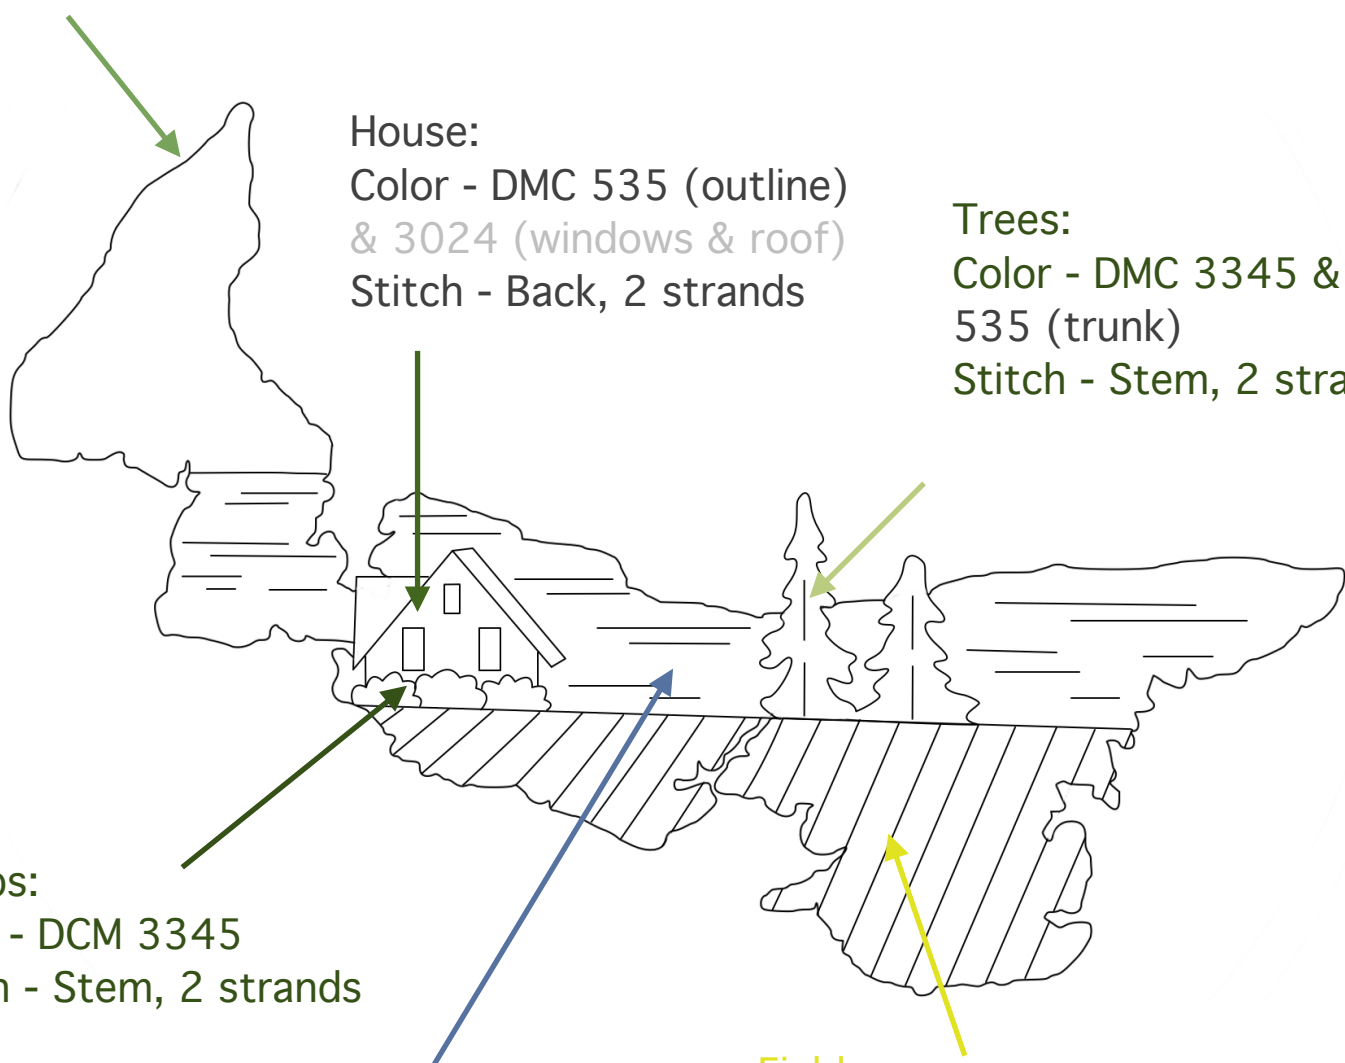 House:
Color - DMC 535 (outline)
& 3024 (windows & roof)
Stitch - Back, 2 strands
Trees:
Color - DMC 3345 &
535 (trunk)
Stitch - Stem, 2
- DCM 3345
- Stem, 2 strands